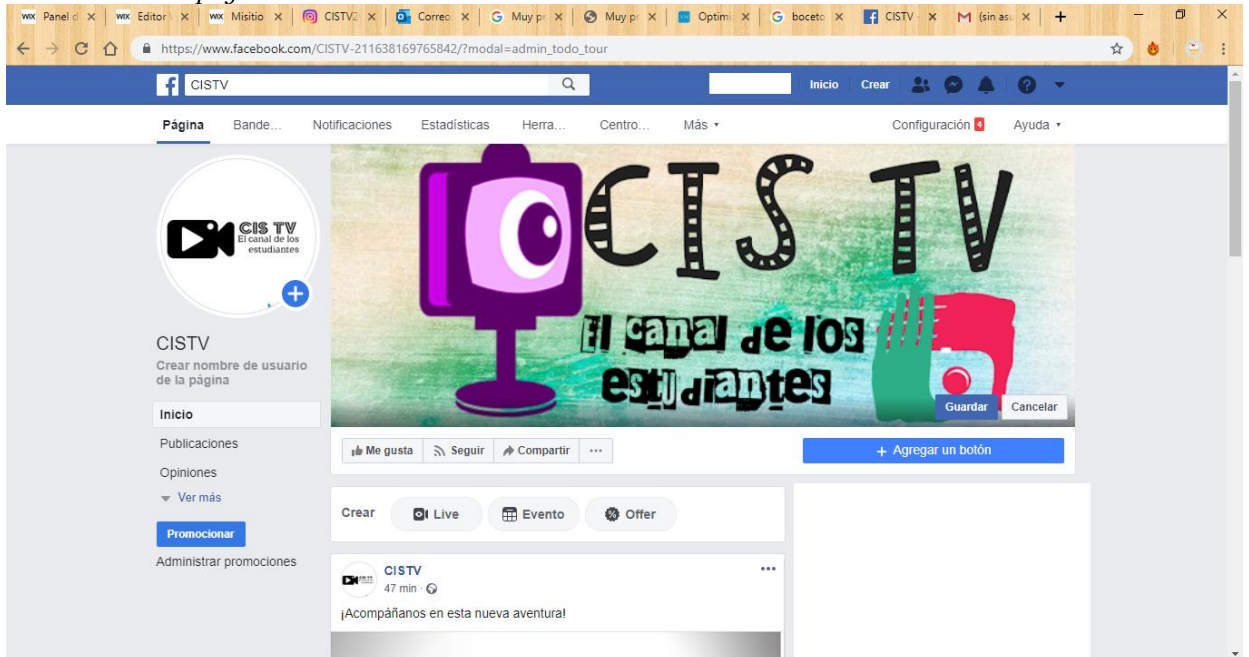 WIX Panel d
WIX Editor
WIX Misitio
CISTV2
Correo
Muy pr
Muy pr
Optimi
boceto
CISTV
(sin asu
https://www.facebook.com/CISTV-211638169765842/?modal=admin_todo_tour
CISTV
Inicio
Crear
Página
Bande...
Notificaciones
Estadísticas
Herra...
Centro...
Más
Configuración 4
Ayuda
CIS TV
El canal de los
estudiantes
CIS TV
El canal de los
estudiantes
CISTV
Crear nombre de usuario
de la página
Guardar
Cancelar
Inicio
Publicaciones
Opiniones
Ver más
Promocionar
Administrar promociones
Me gusta
Seguir
Compartir
+ Agregar un botón
Crear
Live
Evento
Offer
CISTV
47 min
¡Acompáñanos en esta nueva aventura!